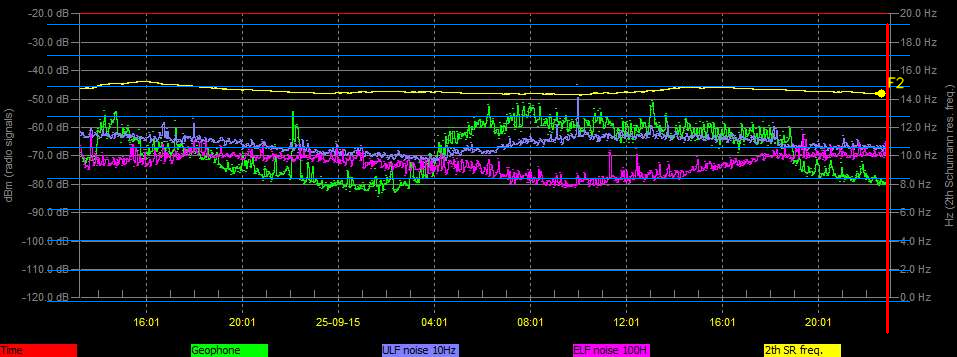 -20.0 dB
20.0 Hz
-30.0 dB
18.0 Hz
-40.0 dB
16.0 Hz
F2
-50.0 dB
14.0 Hz
-60.0 dB
12.0 Hz
-70.0 dB
10.0 Hz
-80.0 dB
8.0 Hz
-90.0 dB
6.0 Hz
-100.0 dB
4.0 Hz
-110.0 dB
2.0 Hz
-120.0 dB
0.0 Hz
dBm (radio signals)
Hz (2th Schumann res. freq.)
16:01 20:01 25-09-15 04:01 08:01 12:01 16:01 20:01
Time Geophone ULF noise 10Hz ELF noise 100H 2th SR freq.